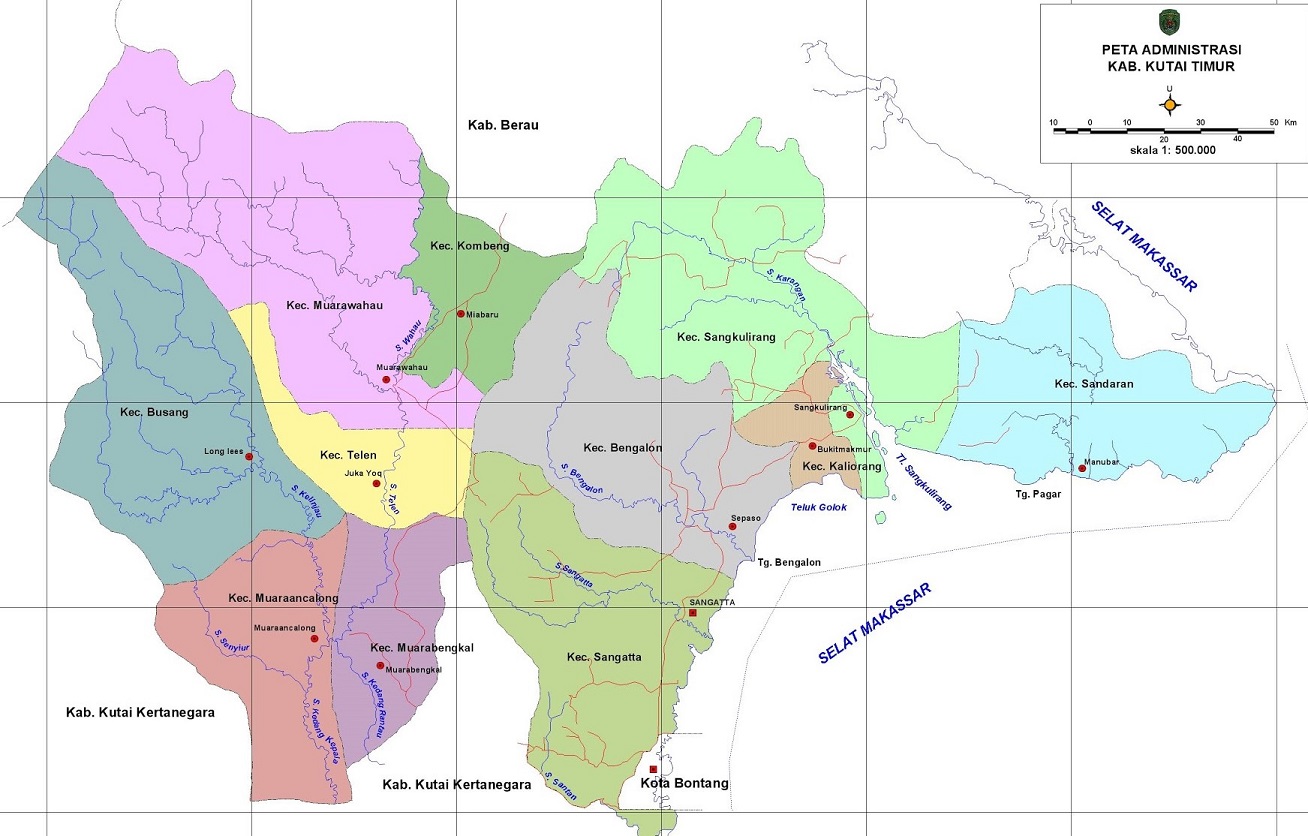 PETA ADMINISTRASI
KAB. KUTAI TIMUR
U
10 0 10 20 30 40 50 Km
skala 1: 500.000
Kab. Berau
SELAT MAKASSAR
Kec. Kombeng
S. Karangan
Kec. Muarawahau
Miabaru
S. Wahau
Kec. Sangkulirang
Muarawahau
Kec. Sandaran
Kec. Busang
Sangkulirang
Long lees
Kec. Telen
Kec. Bengalon
Bukitmakmur
Kec. Kaliorang
Manubar
Juka Yoq
S. Bengalon
Tl. Sangkulirang
Tg. Pagar
S. Kelinjau
S. Telen
Teluk Golok
Sepaso
Tg. Bengalon
S. Sangatta
Kec. Muaraancalong
SANGATTA
SELAT MAKASSAR
Muaraancalong
S. Senyiur
Kec. Muarabengkal
Kec. Sangatta
Muarabengkal
S. Kedang Rantau
Kab. Kutai Kertanegara
S. Kedang Kepala
Kab. Kutai Kertanegara
S. Santan
Kota Bontang